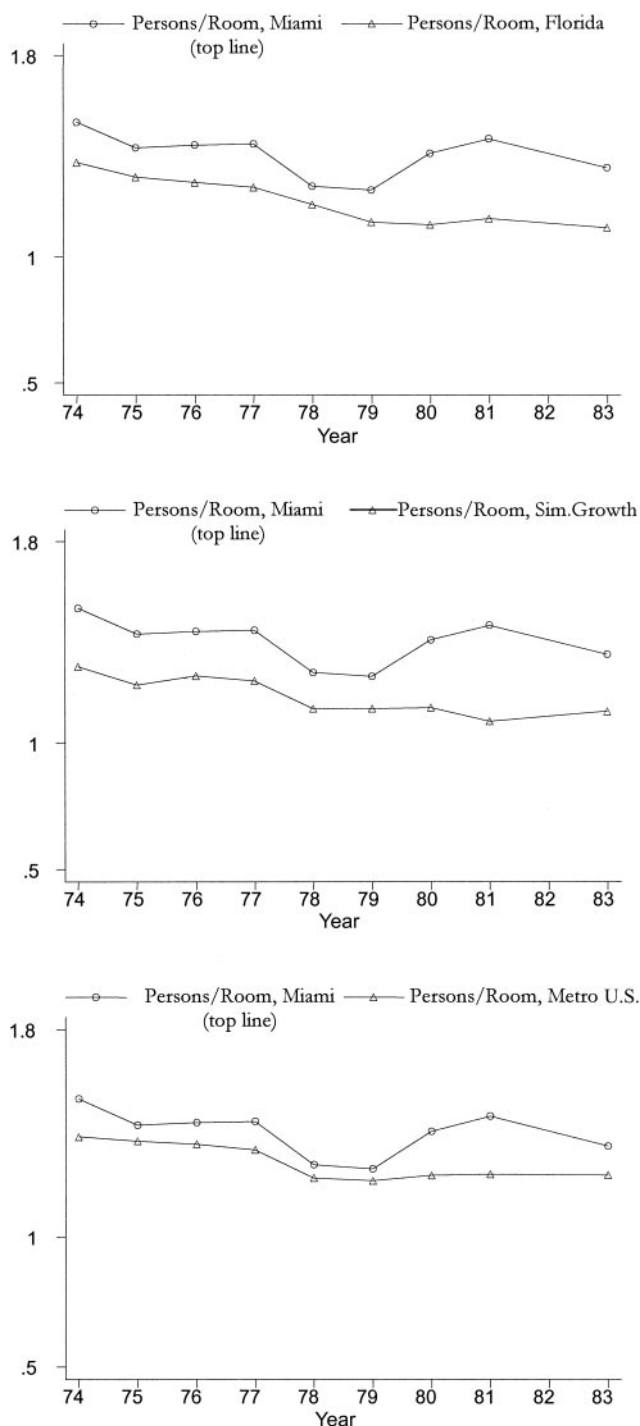 Persons/Room, Miami Persons/Room, Florida
(top line)
1.8
1
.5
74 75 76 77 78 79 80 81 82 83
Year
Persons/Room, Miami Persons/Room, Sim.Growth
(top line)
1.8
1
.5
74 75 76 77 78 79 80 81 82 83
Year
Persons/Room, Miami Persons/Room, Metro U.S.
(top line)
1.8
1
.5
74 75 76 77 78 79 80 81 82 83
Year